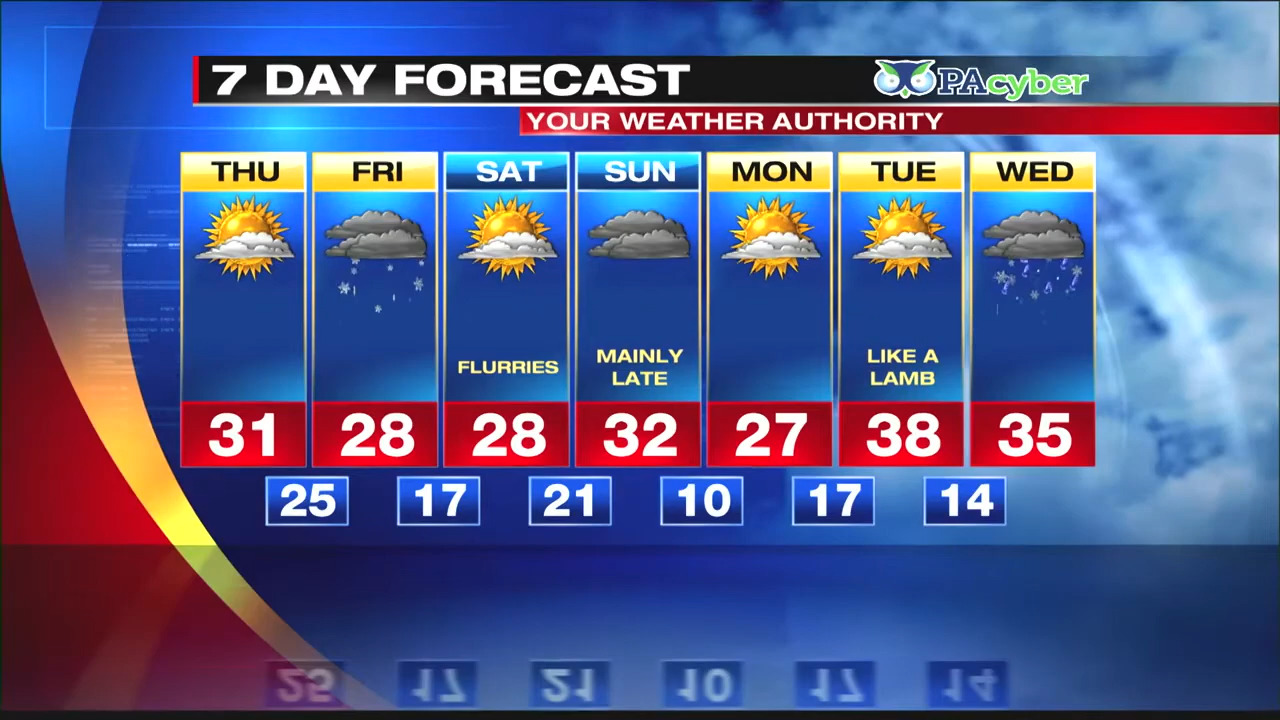 7 DAY FORECAST
PAcyber
YOUR WEATHER AUTHORITY
THU FRI SAT SUN MON TUE WED
FLURRIES
MAINLY
LATE
LIKE A
LAMB
31 28 28 32 27 38 35
25 17 21 10 17 14